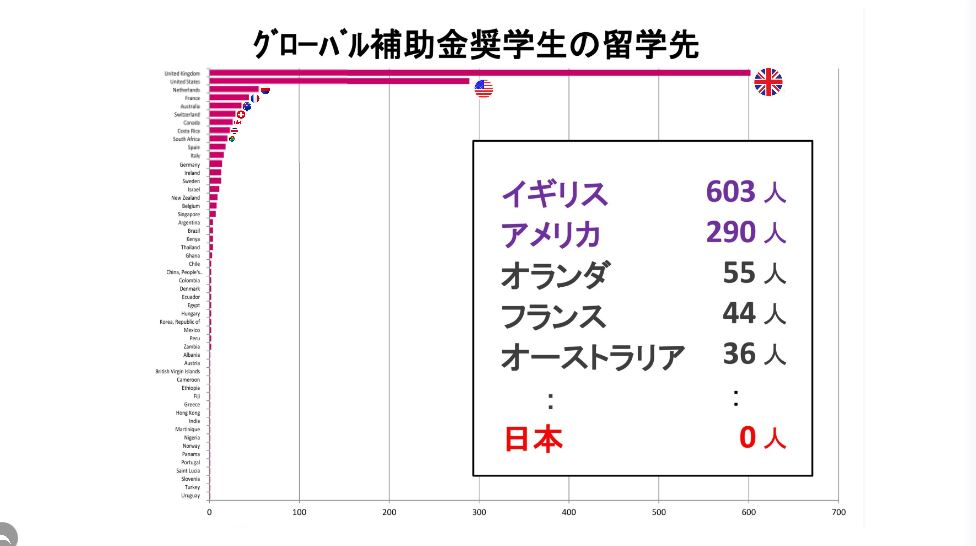 グローバル補助金奨学生の留学先
United Kingdom
United States
Netherlands
France
Australia
Switzerland
Canada
Costa Rica
South Africa
Spain
Italy
Germany
Ireland
Sweden
Israel
New Zealand
Belgium
Singapore
Argentina
Brazil
Kenya
Thailand
Ghana
Chile
China, People's..
Colombia
Denmark
Ecuador
Egypt
Hungary
Korea, Republic of
Mexico
Peru
Zambia
Albania
Austria
British Virgin Islands
Cameroon
Ethiopia
Fiji
Greece
Hong Kong
India
Martinique
Nigeria
Norway
Panama
Portugal
Saint Lucia
Slovenia
Turkey
Uruguay
0 100 200 300 400 500 600 700
イギリス 603 人
アメリカ 290 人
オランダ 55 人
フランス 44 人
オーストラリア 36 人
: :
日本 0 人